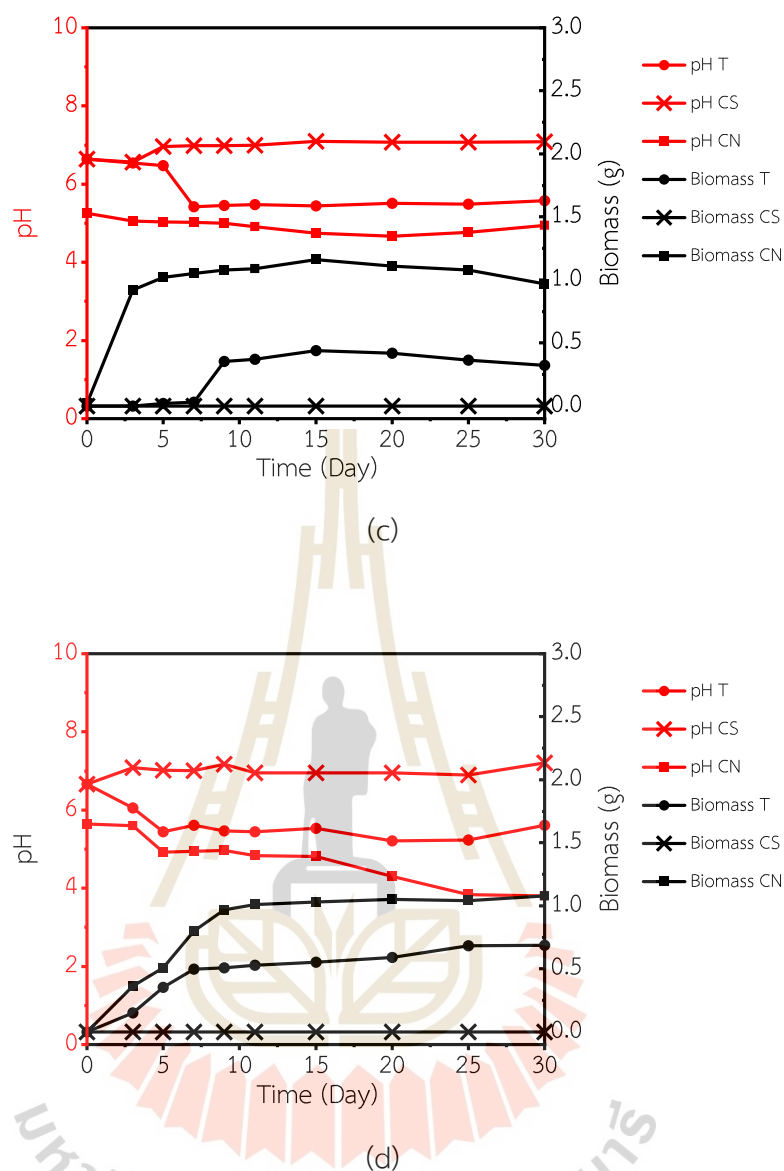 10
8
6
4
2
0
pH
3.0
2.5
2.0
1.5
1.0
0.5
0.0
Biomass (g)
0 5 10 15 20 25 30
Time (Day)
pH T
pH CS
pH CN
Biomass T
Biomass CS
Biomass CN
(c)
10
8
6
4
2
0
pH
3.0
2.5
2.0
1.5
1.0
0.5
0.0
Biomass (g)
0 5 10 15 20 25 30
Time (Day)
pH T
pH CS
pH CN
Biomass T
Biomass CS
Biomass CN
(d)